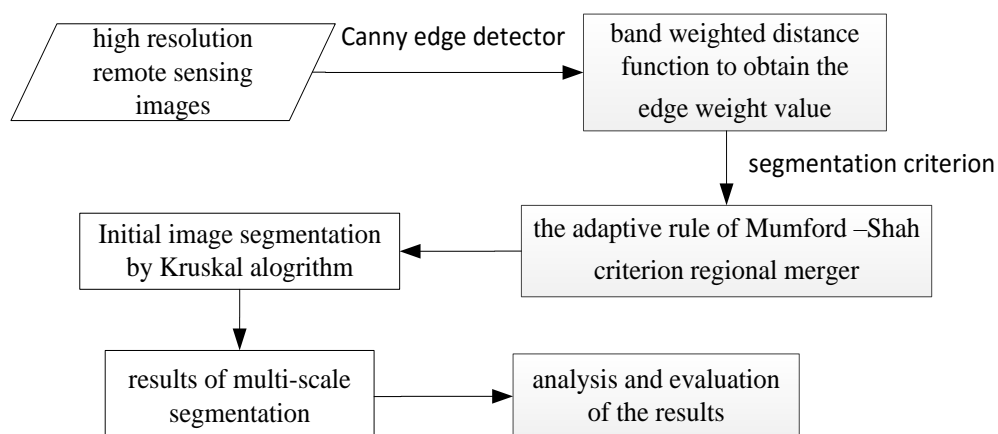 high resolution
remote sensing
images
Canny edge detector
band weighted distance
function to obtain the
edge weight value
segmentation criterion
the adaptive rule of Mumford –Shah
criterion regional merger
Initial image segmentation
by Kruskal alogrithm
results of multi-scale
segmentation
analysis and evaluation
of the results